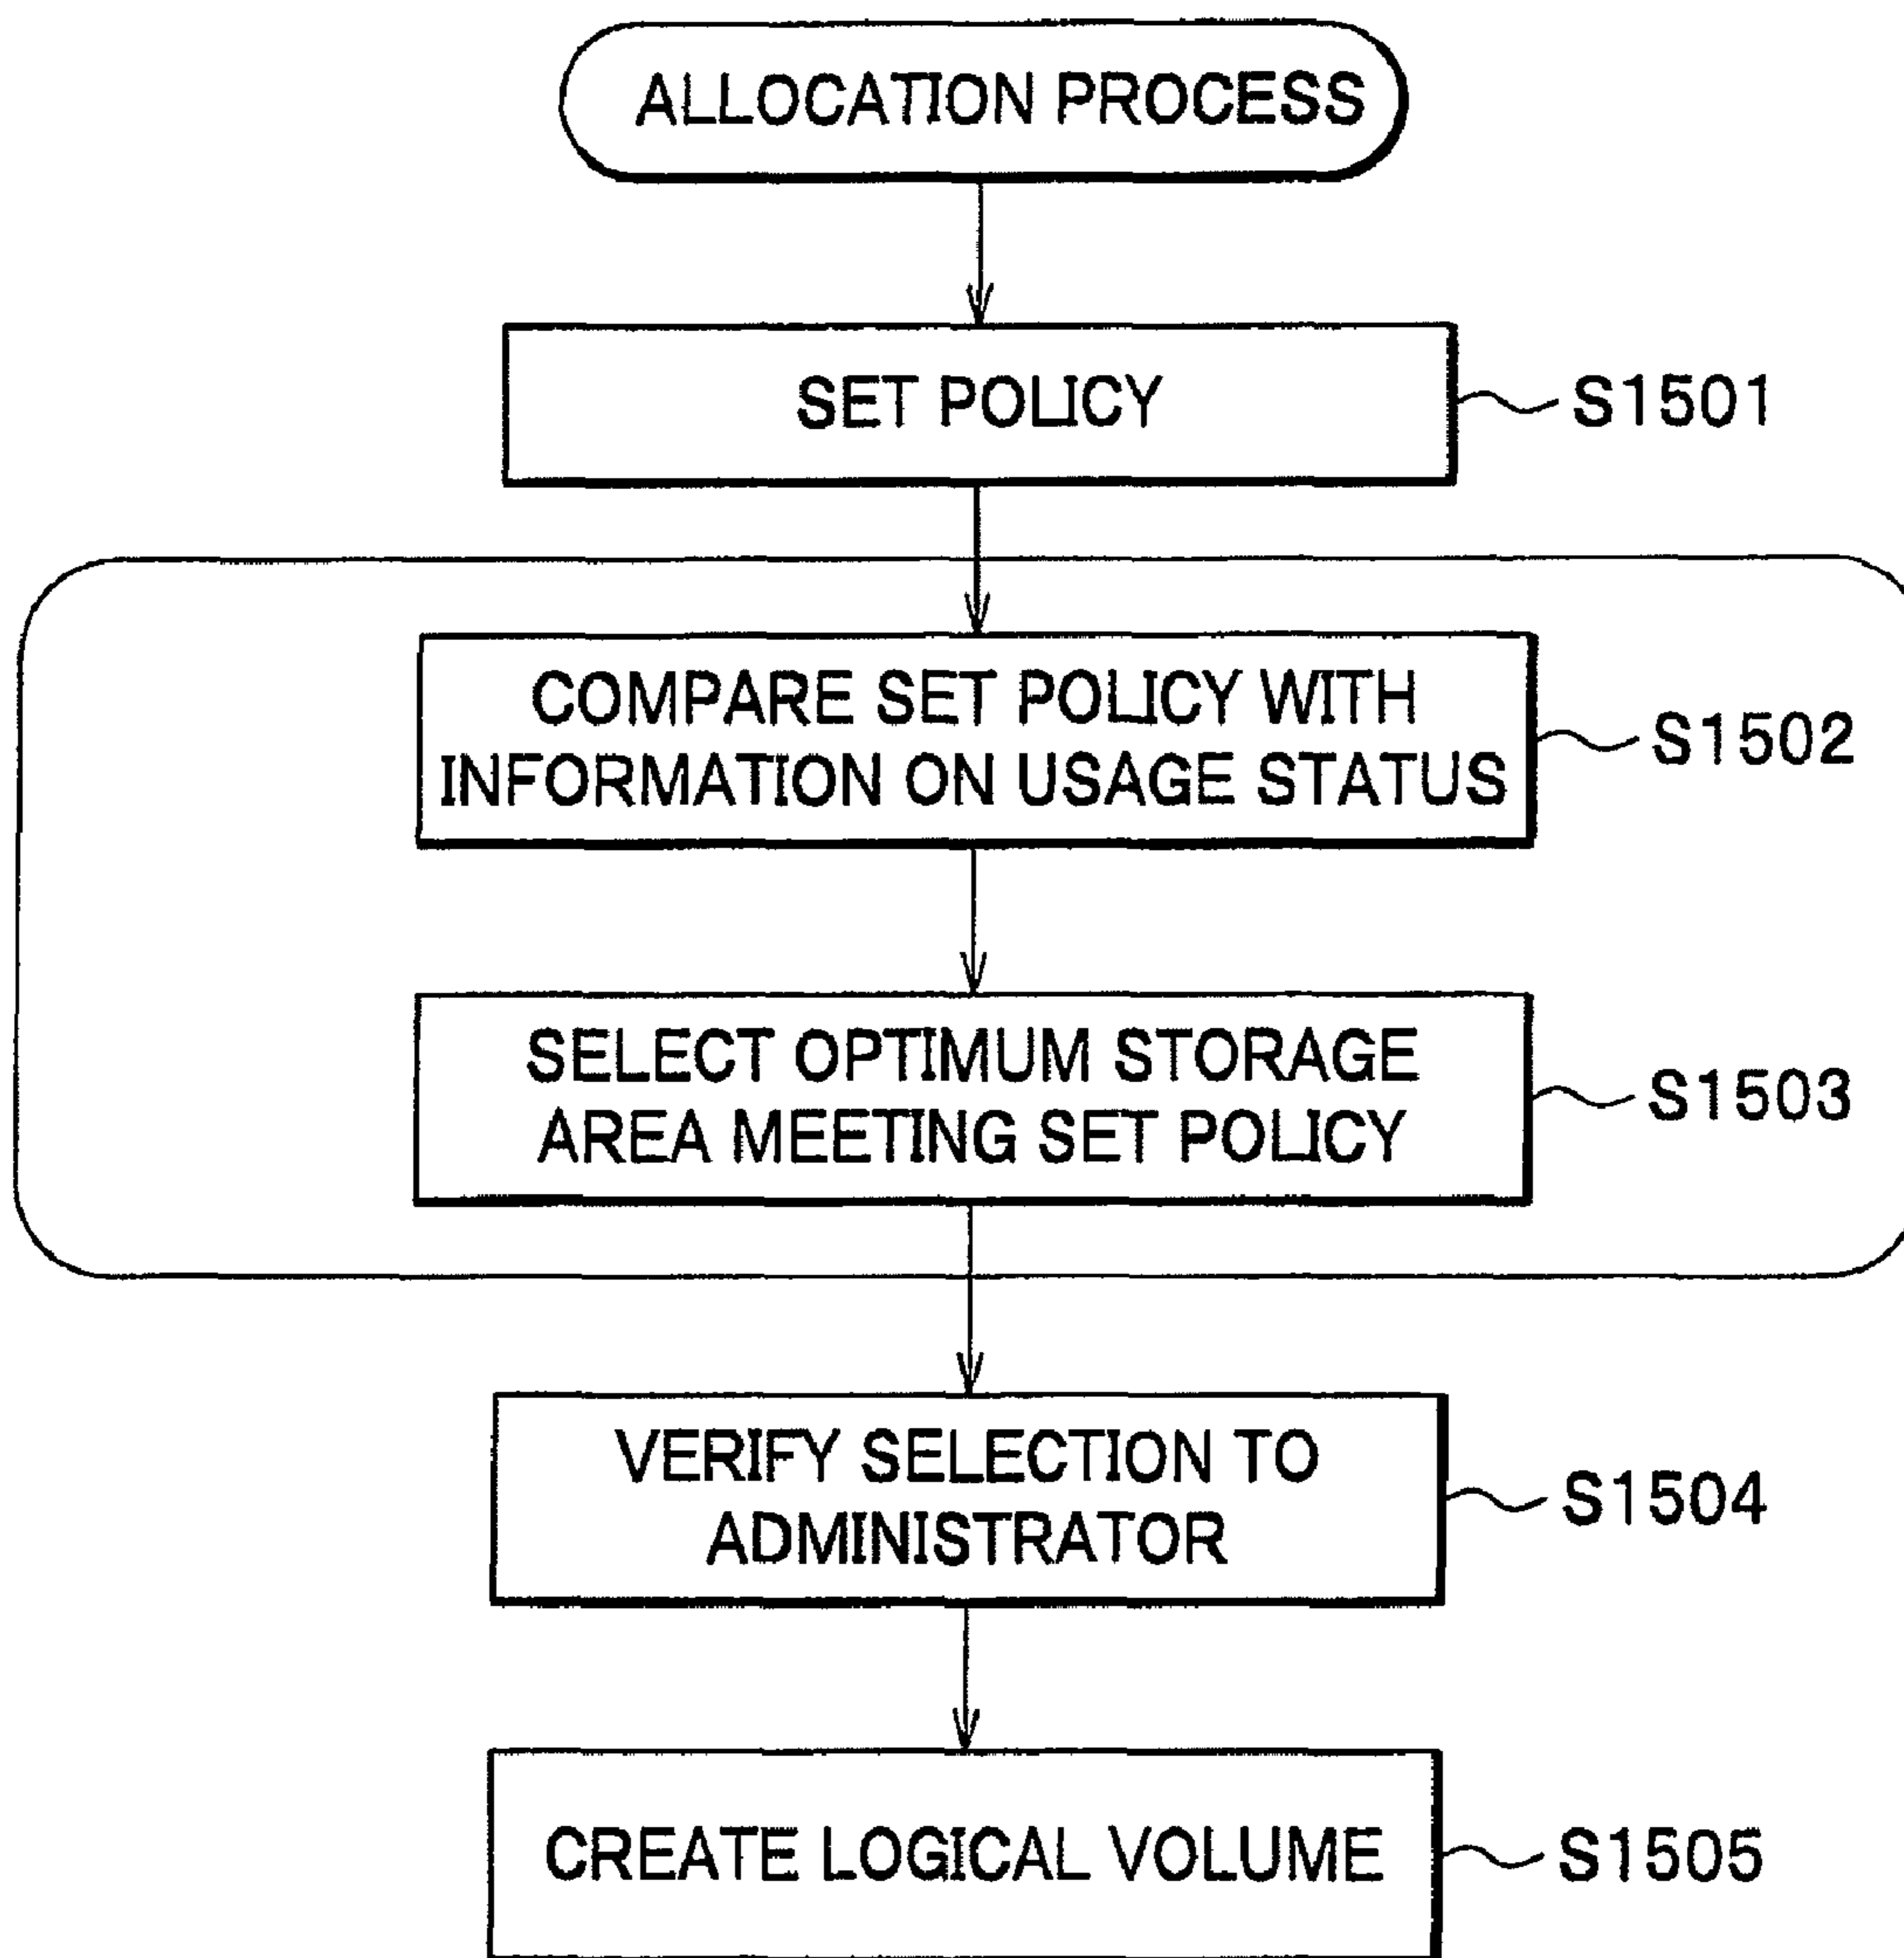 ALLOCATION PROCESS
SET POLICY
S1501
COMPARE SET POLICY WITH
INFORMATION ON USAGE STATUS
S1502
SELECT OPTIMUM STORAGE
AREA MEETING SET POLICY
S1503
VERIFY SELECTION TO
ADMINISTRATOR
S1504
CREATE LOGICAL VOLUME
S1505